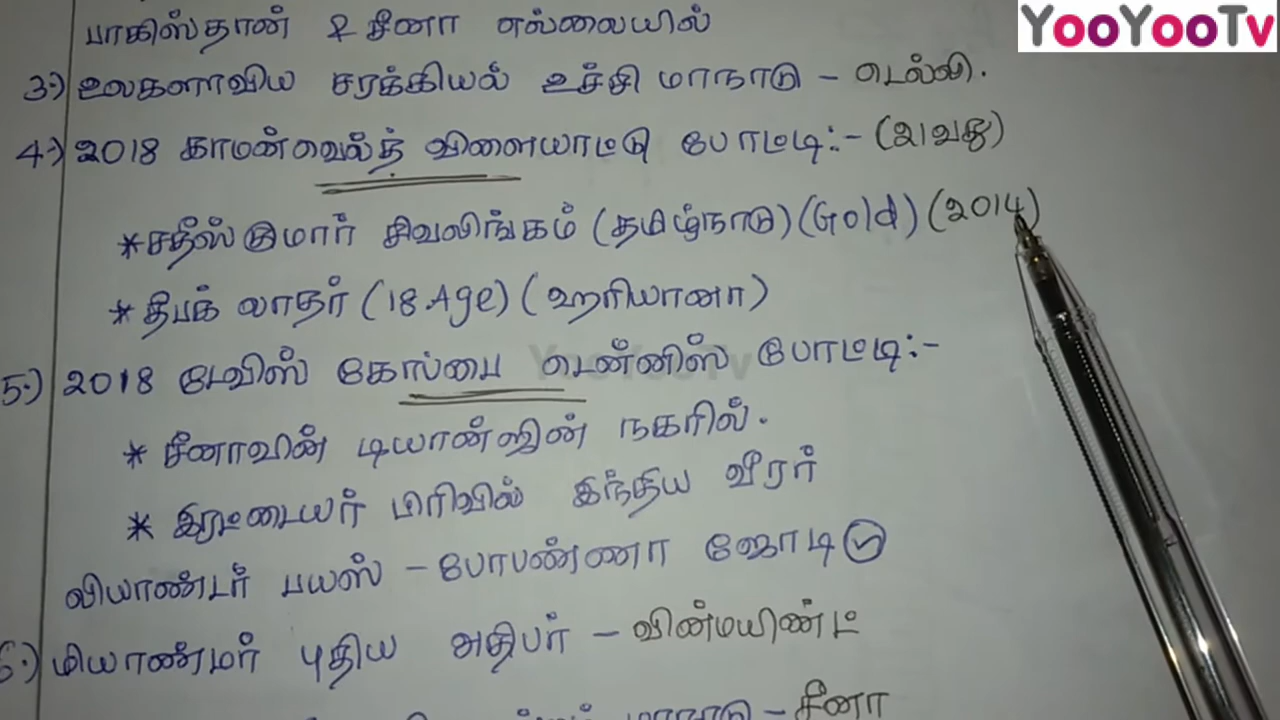 YooYooTv
பாகிஸ்தான் & சீனா எல்லையில்
3.) உலகளாவிய சரக்கியல் உச்சி மாநாடு - டெல்லி.
4.) 2018 காமன்வெல்த் விளையாட்டு போட்டி:- (21வது)
* சதீஸ்குமார் சிவலிங்கம் (தமிழ்நாடு) (Gold) (2014)
* தீபக் லாதர் (18 Age) (ஹரியானா)
5.) 2018 டேவிஸ் கோப்பை டென்னிஸ் போட்டி:-
* சீனாவின் டியான்ஜின் நகரில்.
* இரட்டையர் பிரிவில் இந்திய வீரர்
லியாண்டர் பயஸ் - போபண்ணா ஜோடி
6.) மியாண்மர் புதிய அதிபர் - வின்மயிண்ட்
மாநாடு - சீனா